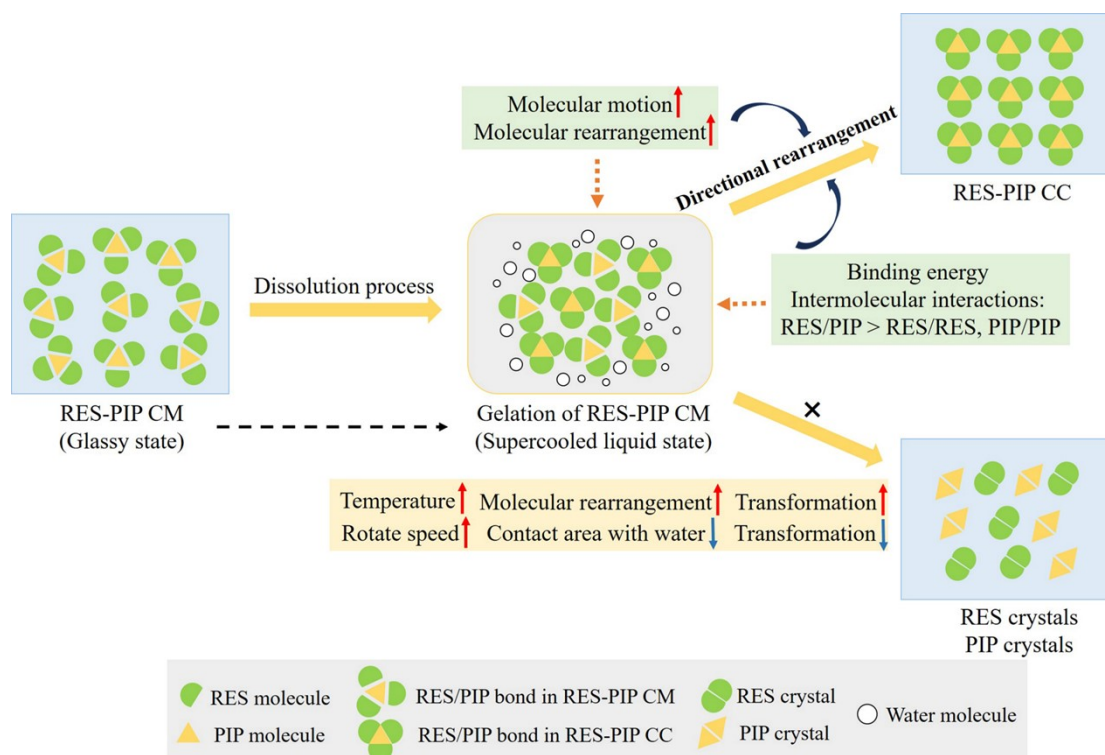 Molecular motion
Molecular rearrangement
Directional rearrangement
RES-PIP CC
Dissolution process
Binding energy
Intermolecular interactions:
RES/PIP > RES/RES, PIP/PIP
RES-PIP CM
(Glassy state)
Gelation of RES-PIP CM
(Supercooled liquid state)
×
Temperature Molecular rearrangement Transformation
Rotate speed Contact area with water Transformation
RES crystals
PIP crystals
RES molecule RES/PIP bond in RES-PIP CM RES crystal Water molecule
PIP molecule RES/PIP bond in RES-PIP CC PIP crystal